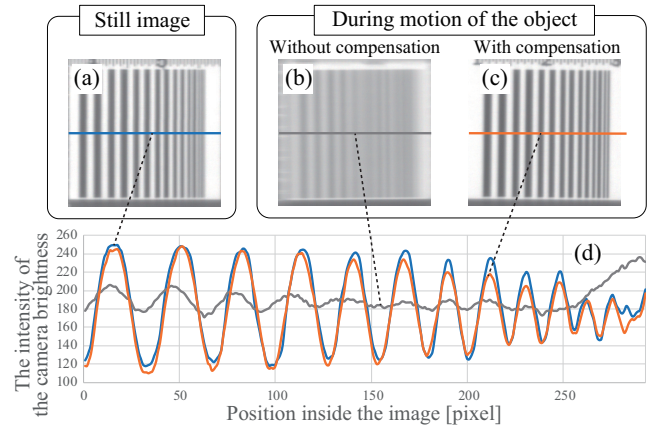 Still image
During motion of the object
Without compensation
With compensation
(a)
(b)
(c)
(d)
The intensity of
the camera brightness
260
240
220
200
180
160
140
120
100
0
50
100
150
200
250
Position inside the image [pixel]